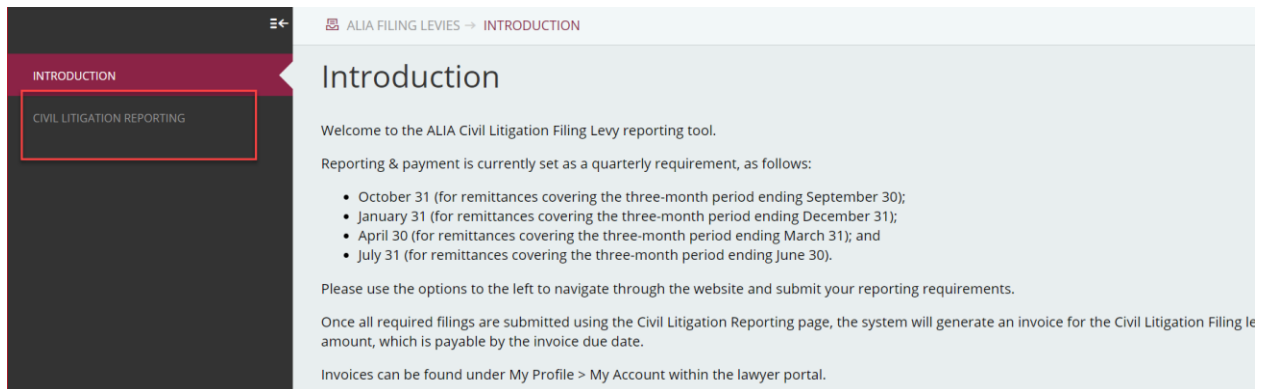 ALIA FILING LEVIES → INTRODUCTION
INTRODUCTION
CIVIL LITIGATION REPORTING
Introduction
Welcome to the ALIA Civil Litigation Filing Levy reporting tool.
Reporting & payment is currently set as a quarterly requirement, as follows:
• October 31 (for remittances covering the three-month period ending September 30);
• January 31 (for remittances covering the three-month period ending December 31);
• April 30 (for remittances covering the three-month period ending March 31); and
• July 31 (for remittances covering the three-month period ending June 30).
Please use the options to the left to navigate through the website and submit your reporting requirements.
Once all required filings are submitted using the Civil Litigation Reporting page, the system will generate an invoice for the Civil Litigation Filing le
amount, which is payable by the invoice due date.
Invoices can be found under My Profile > My Account within the lawyer portal.